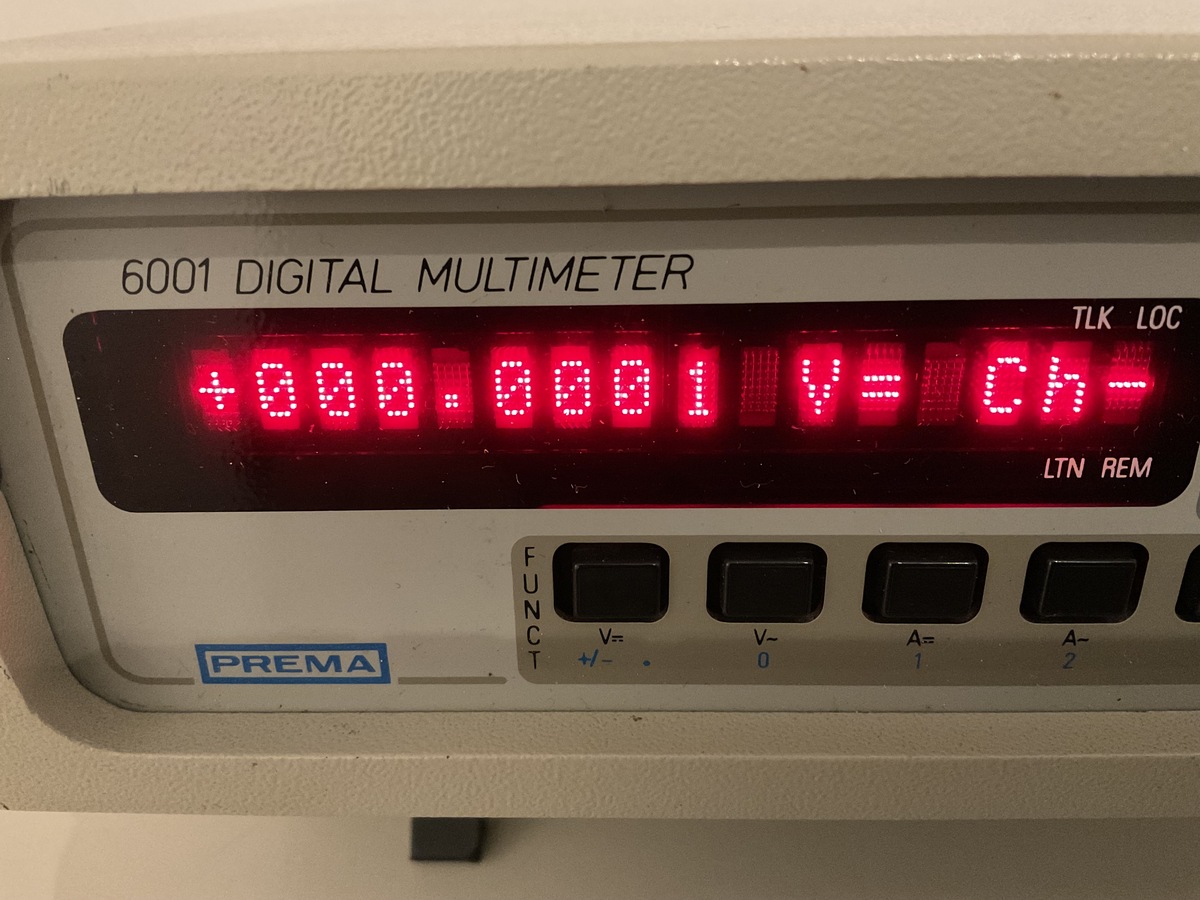 6001 DIGITAL MULTIMETER
TLK LOC
+000.0001 V= Ch-
LTN REM
FUNCT
V= V~ A= A~
+/- . 0 1 2
PREMA